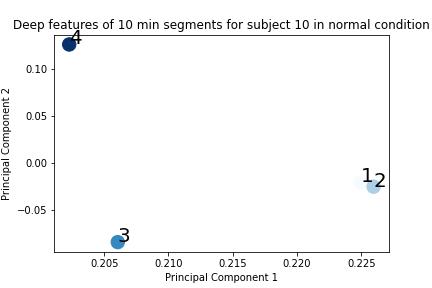 Deep features of 10 min segments for subject 10 in normal condition
4
0.10
0.05
0.00
1 2
−0.05
3
0.205 0.210 0.215 0.220 0.225
Principal Component 1
Principal Component 2